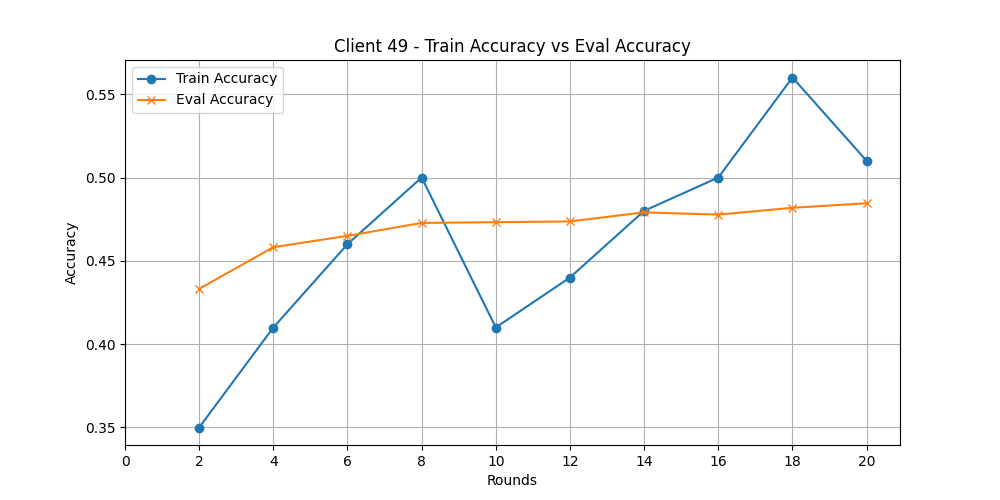 Client 49 - Train Accuracy vs Eval Accuracy
Train Accuracy
Eval Accuracy
0.55
0.50
0.45
0.40
0.35
Accuracy
0 2 4 6 8 10 12 14 16 18 20
Rounds